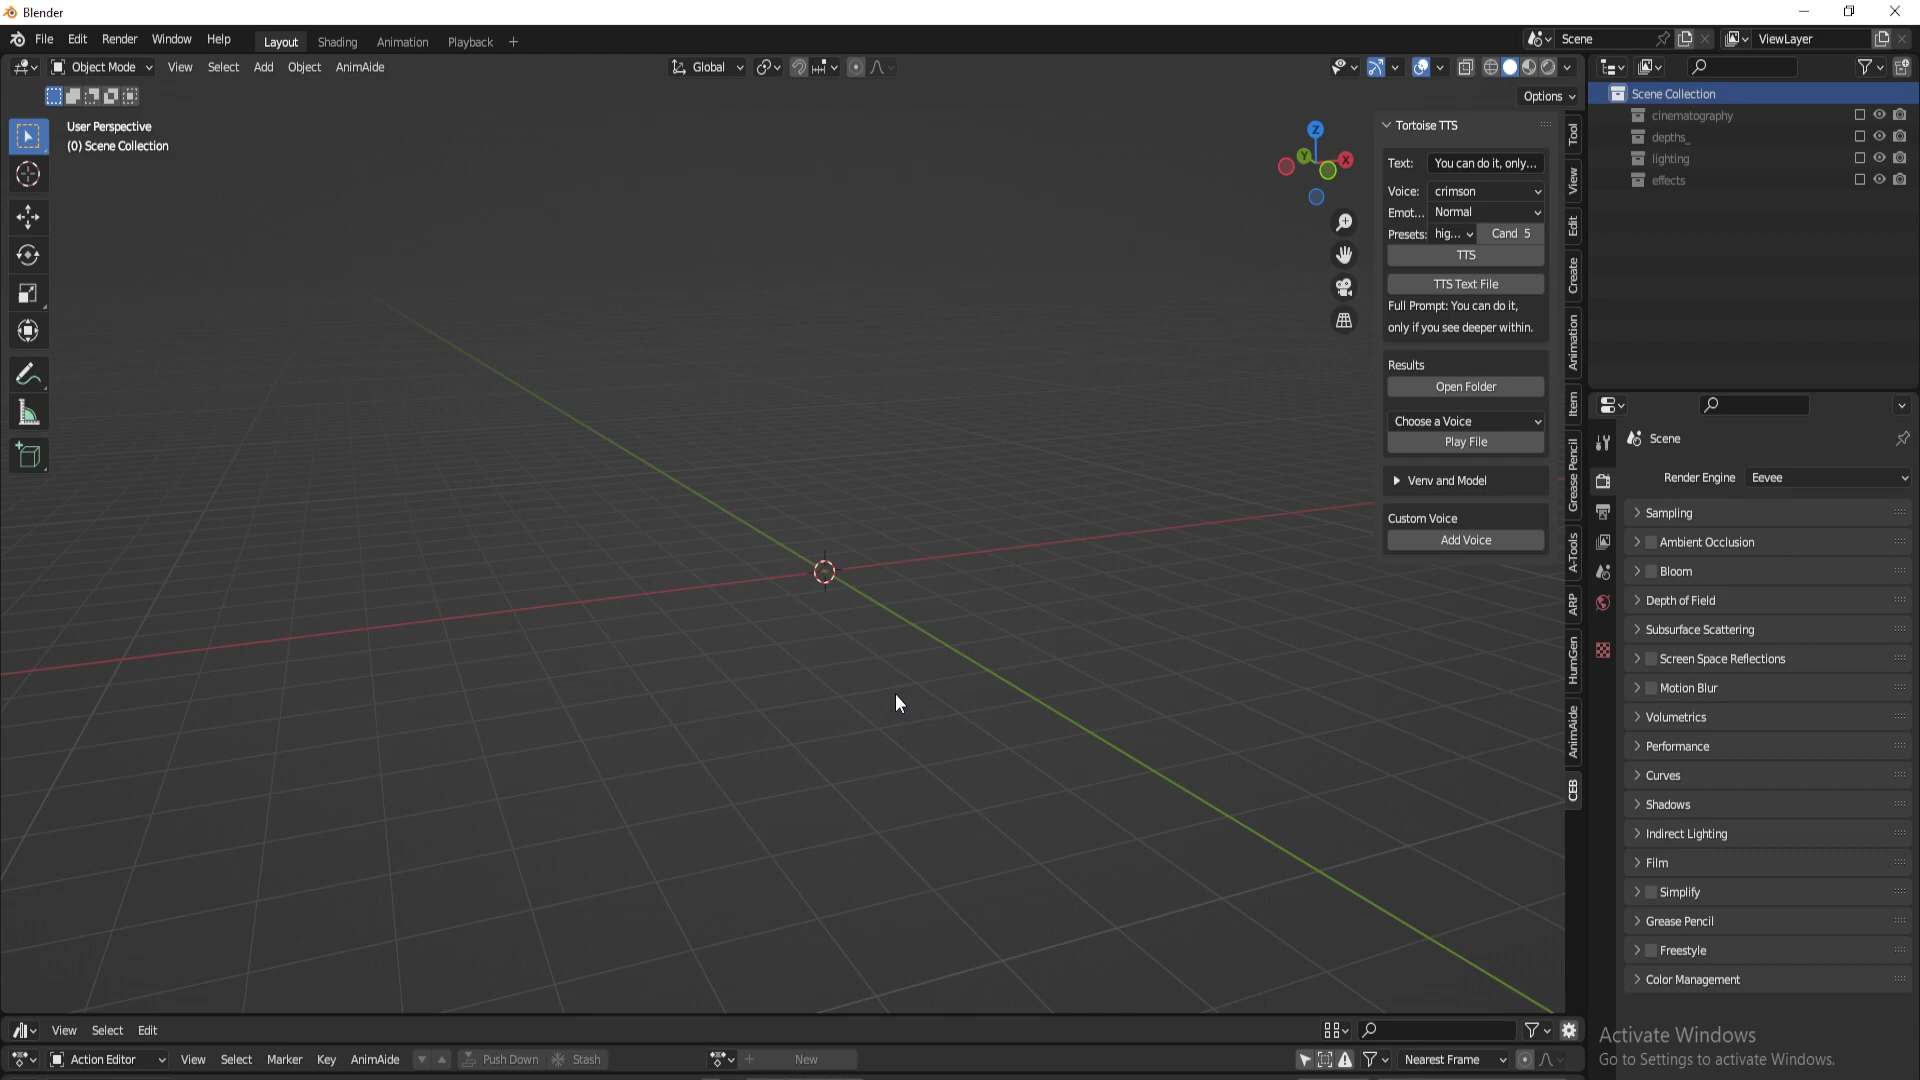 Blender
File Edit Render Window Help Layout Shading Animation Playback + Scene ViewLayer
Object Mode View Select Add Object AnimAide Global
Options
User Perspective
(0) Scene Collection
Z
Y
X
Tortoise TTS
Text: You can do it, only...
Voice: crimson
Emot... Normal
Presets: hig... Cand 5
TTS
TTS Text File
Full Prompt: You can do it,
only if you see deeper within.
Results
Open Folder
Choose a Voice
Play File
Venv and Model
Custom Voice
Add Voice
Tool
View
Edit
Create
Animation
Item
Grease Pencil
A-Tools
ARP
HumGen
AnimAide
CEB
Scene Collection
cinematography
depths_
lighting
effects
Scene
Render Engine Eevee
Sampling
Ambient Occlusion
Bloom
Depth of Field
Subsurface Scattering
Screen Space Reflections
Motion Blur
Volumetrics
Performance
Curves
Shadows
Indirect Lighting
Film
Simplify
Grease Pencil
Freestyle
Color Management
View Select Edit
Action Editor View Select Marker Key AnimAide Push Down Stash + New Nearest Frame
Activate Windows
Go to Settings to activate Windows.